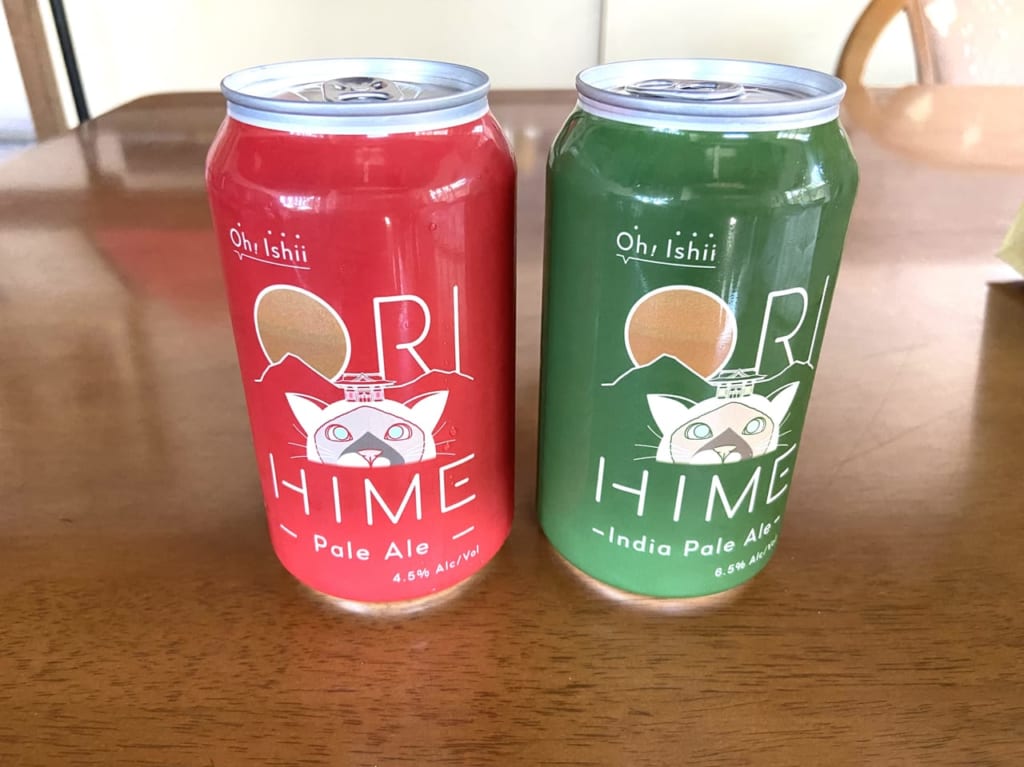 Oh! Ishii
ORI
HIME
Pale Ale
4.5% Alc/Vol
Oh! Ishii
ORI
HIME
India Pale Ale
6.5% Alc/Vol